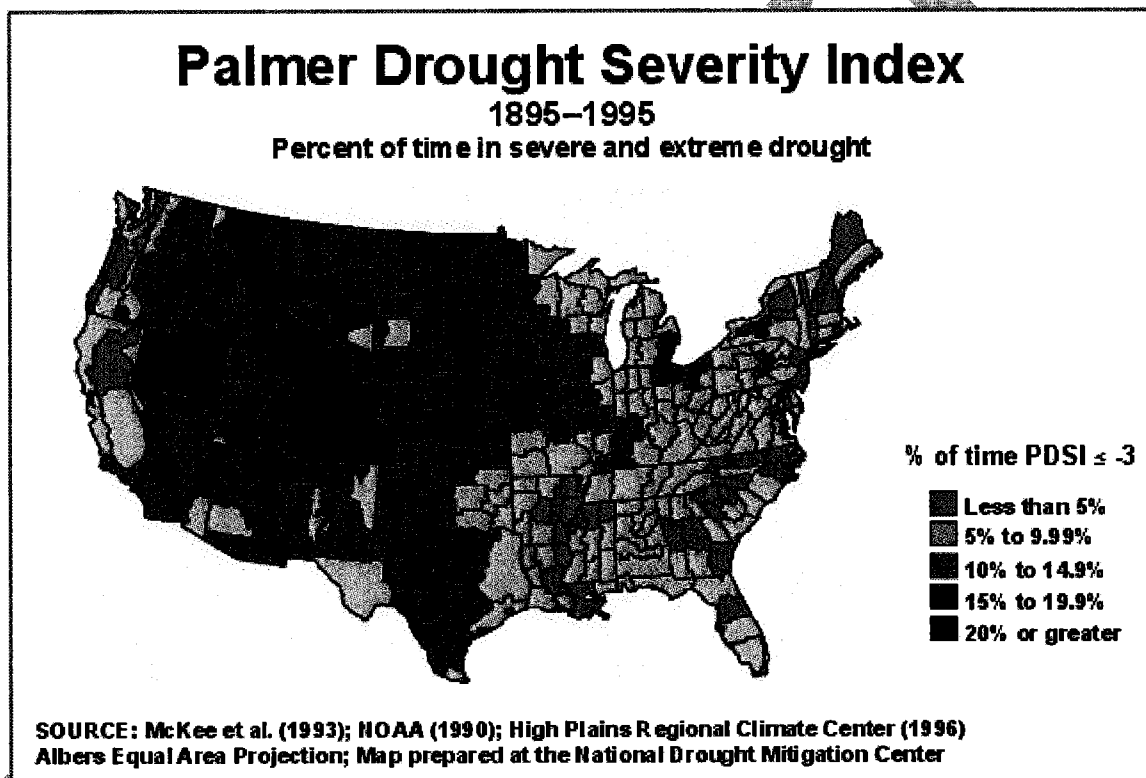 Palmer Drought Severity Index
1895–1995
Percent of time in severe and extreme drought
% of time PDSI ≤ -3
Less than 5%
5% to 9.99%
10% to 14.9%
15% to 19.9%
20% or greater
SOURCE: McKee et al. (1993); NOAA (1990); High Plains Regional Climate Center (1996)
Albers Equal Area Projection; Map prepared at the National Drought Mitigation Center